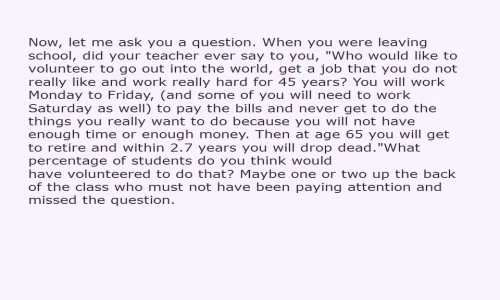 Now, let me ask you a question. When you were leaving
school, did your teacher ever say to you, "Who would like to
volunteer to go out into the world, get a job that you do not
really like and work really hard for 45 years? You will work
Monday to Friday, (and some of you will need to work
Saturday as well) to pay the bills and never get to do the
things you really want to do because you will not have
enough time or enough money. Then at age 65 you will get
to retire and within 2.7 years you will drop dead."What
percentage of students do you think would
have volunteered to do that? Maybe one or two up the back
of the class who must not have been paying attention and
missed the question.